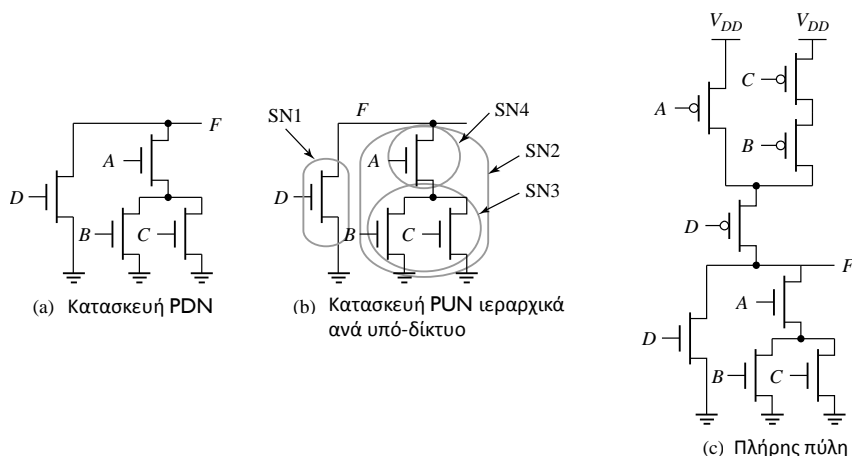 F
A
D
B
C
(a) Κατασκευή PDN
SN1
F
SN4
A
SN2
SN3
D
B
C
(b) Κατασκευή PUN ιεραρχικά
ανά υπό-δίκτυο
V_DD
V_DD
C
A
B
D
F
A
D
B
C
(c) Πλήρης πύλη